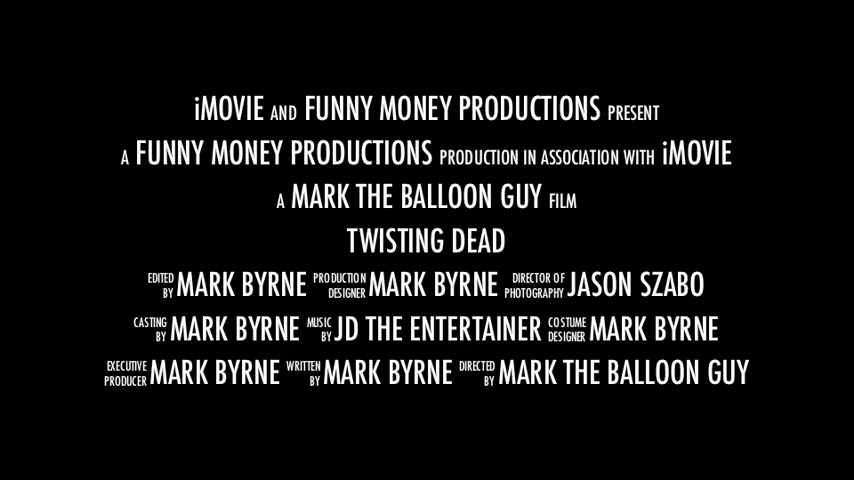 iMOVIE AND FUNNY MONEY PRODUCTIONS PRESENT
A FUNNY MONEY PRODUCTIONS PRODUCTION IN ASSOCIATION WITH iMOVIE
A MARK THE BALLOON GUY FILM
TWISTING DEAD
EDITED BY MARK BYRNE PRODUCTION DESIGNER MARK BYRNE DIRECTOR OF PHOTOGRAPHY JASON SZABO
CASTING BY MARK BYRNE MUSIC BY JD THE ENTERTAINER COSTUME DESIGNER MARK BYRNE
EXECUTIVE PRODUCER MARK BYRNE WRITTEN BY MARK BYRNE DIRECTED BY MARK THE BALLOON GUY